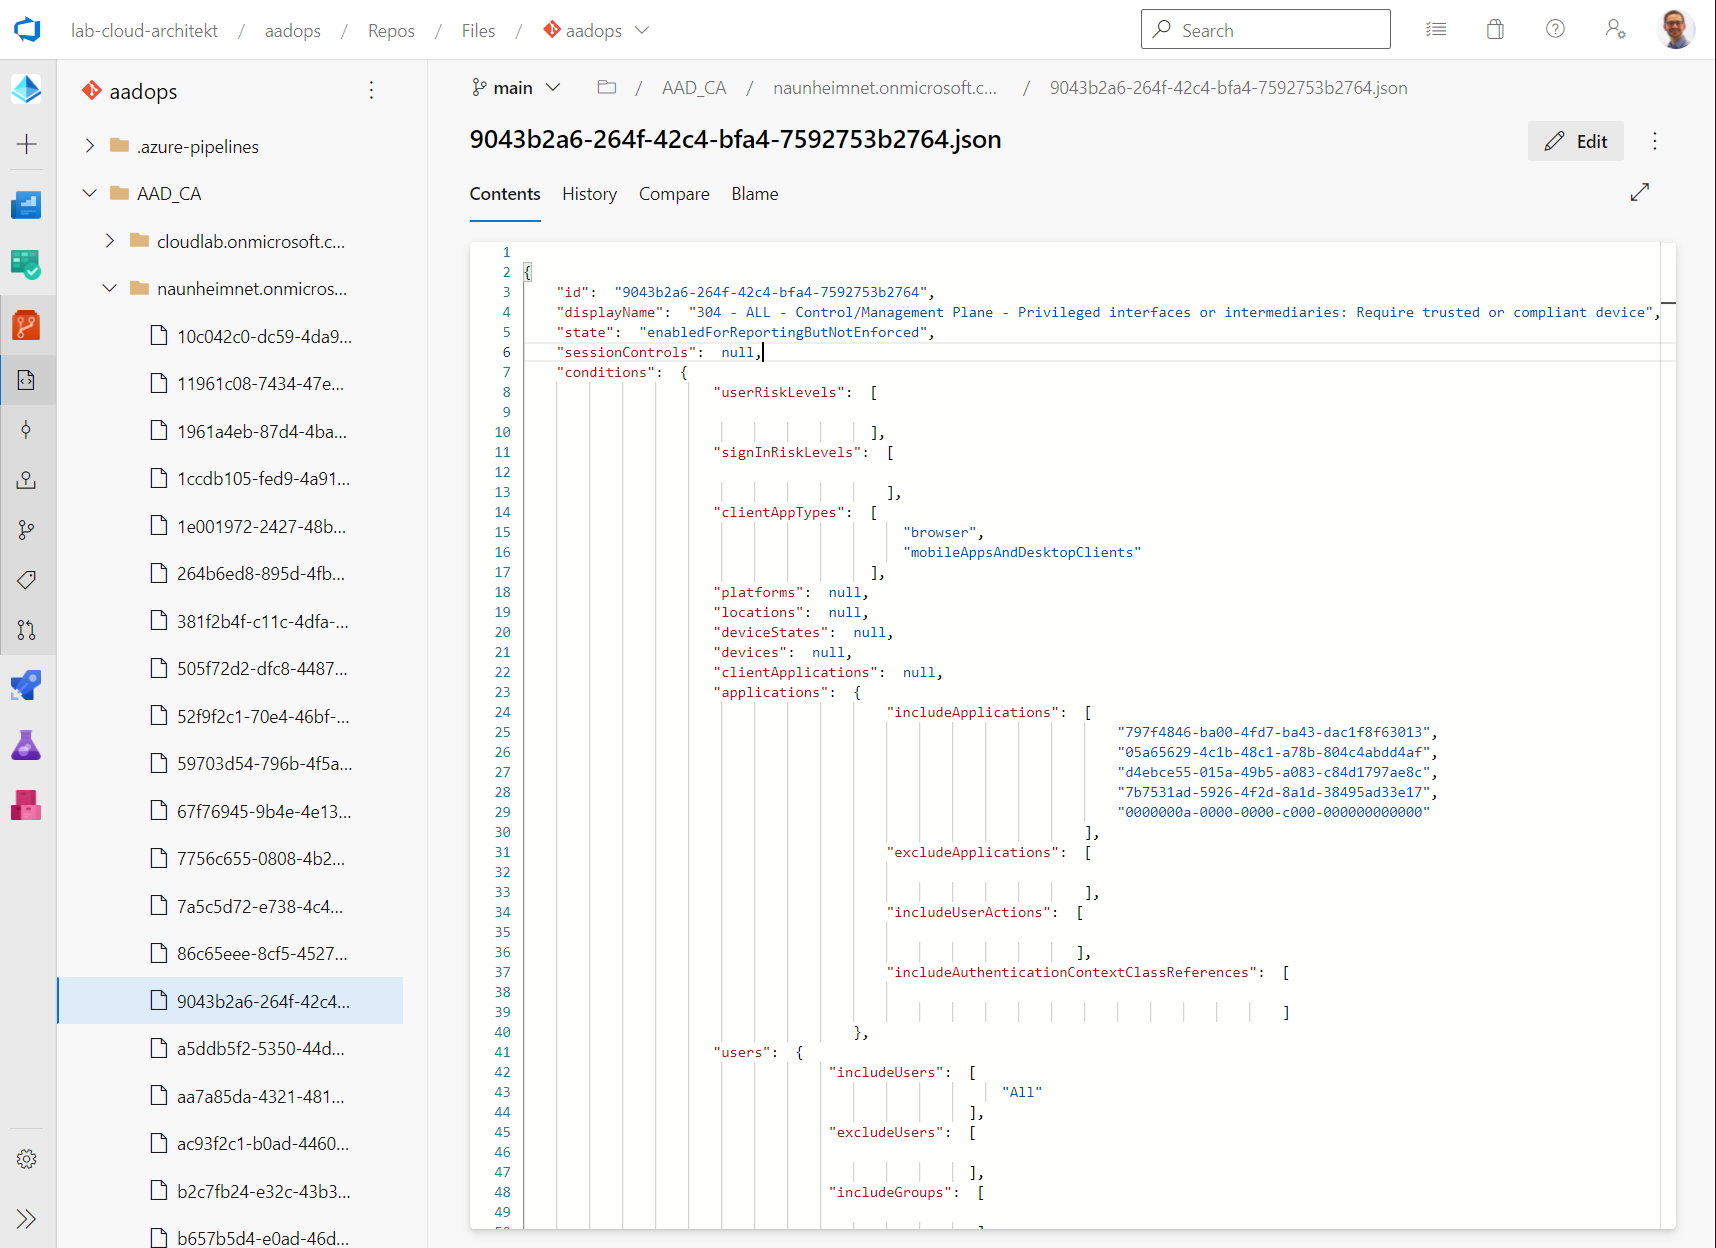 lab-cloud-architekt / aadops / Repos / Files / aadops
Search
aadops
.azure-pipelines
AAD_CA
cloudlab.onmicrosoft.c...
naunheimnet.onmicros...
10c042c0-dc59-4da9...
11961c08-7434-47e...
1961a4eb-87d4-4ba...
1ccdb105-fed9-4a91...
1e001972-2427-48b...
264b6ed8-895d-4fb...
381f2b4f-c11c-4dfa-...
505f72d2-dfc8-4487...
52f9f2c1-70e4-46bf-...
59703d54-796b-4f5a...
67f76945-9b4e-4e13...
7756c655-0808-4b2...
7a5c5d72-e738-4c4...
86c65eee-8cf5-4527...
9043b2a6-264f-42c4...
a5ddb5f2-5350-44d...
aa7a85da-4321-481...
ac93f2c1-b0ad-4460...
b2c7fb24-e32c-43b3...
b657b5d4-e0ad-46d...
main / AAD_CA / naunheimnet.onmicrosoft.c... / 9043b2a6-264f-42c4-bfa4-7592753b2764.json
9043b2a6-264f-42c4-bfa4-7592753b2764.json
Edit
Contents History Compare Blame
1
2 {
3 "id": "9043b2a6-264f-42c4-bfa4-7592753b2764",
4 "displayName": "304 - ALL - Control/Management Plane - Privileged interfaces or intermediaries: Require trusted or compliant device",
5 "state": "enabledForReportingButNotEnforced",
6 "sessionControls": null,
7 "conditions": {
8 "userRiskLevels": [
9
10 ],
11 "signInRiskLevels": [
12
13 ],
14 "clientAppTypes": [
15 "browser",
16 "mobileAppsAndDesktopClients"
17 ],
18 "platforms": null,
19 "locations": null,
20 "deviceStates": null,
21 "devices": null,
22 "clientApplications": null,
23 "applications": {
24 "includeApplications": [
25 "797f4846-ba00-4fd7-ba43-dac1f8f63013",
26 "05a65629-4c1b-48c1-a78b-804c4abdd4af",
27 "d4ebce55-015a-49b5-a083-c84d1797ae8c",
28 "7b7531ad-5926-4f2d-8a1d-38495ad33e17",
29 "0000000a-0000-0000-c000-000000000000"
30 ],
31 "excludeApplications": [
32
33 ],
34 "includeUserActions": [
35
36 ],
37 "includeAuthenticationContextClassReferences": [
38
39 ]
40 },
41 "users": {
42 "includeUsers": [
43 "All"
44 ],
45 "excludeUsers": [
46
47 ],
48 "includeGroups": [
49